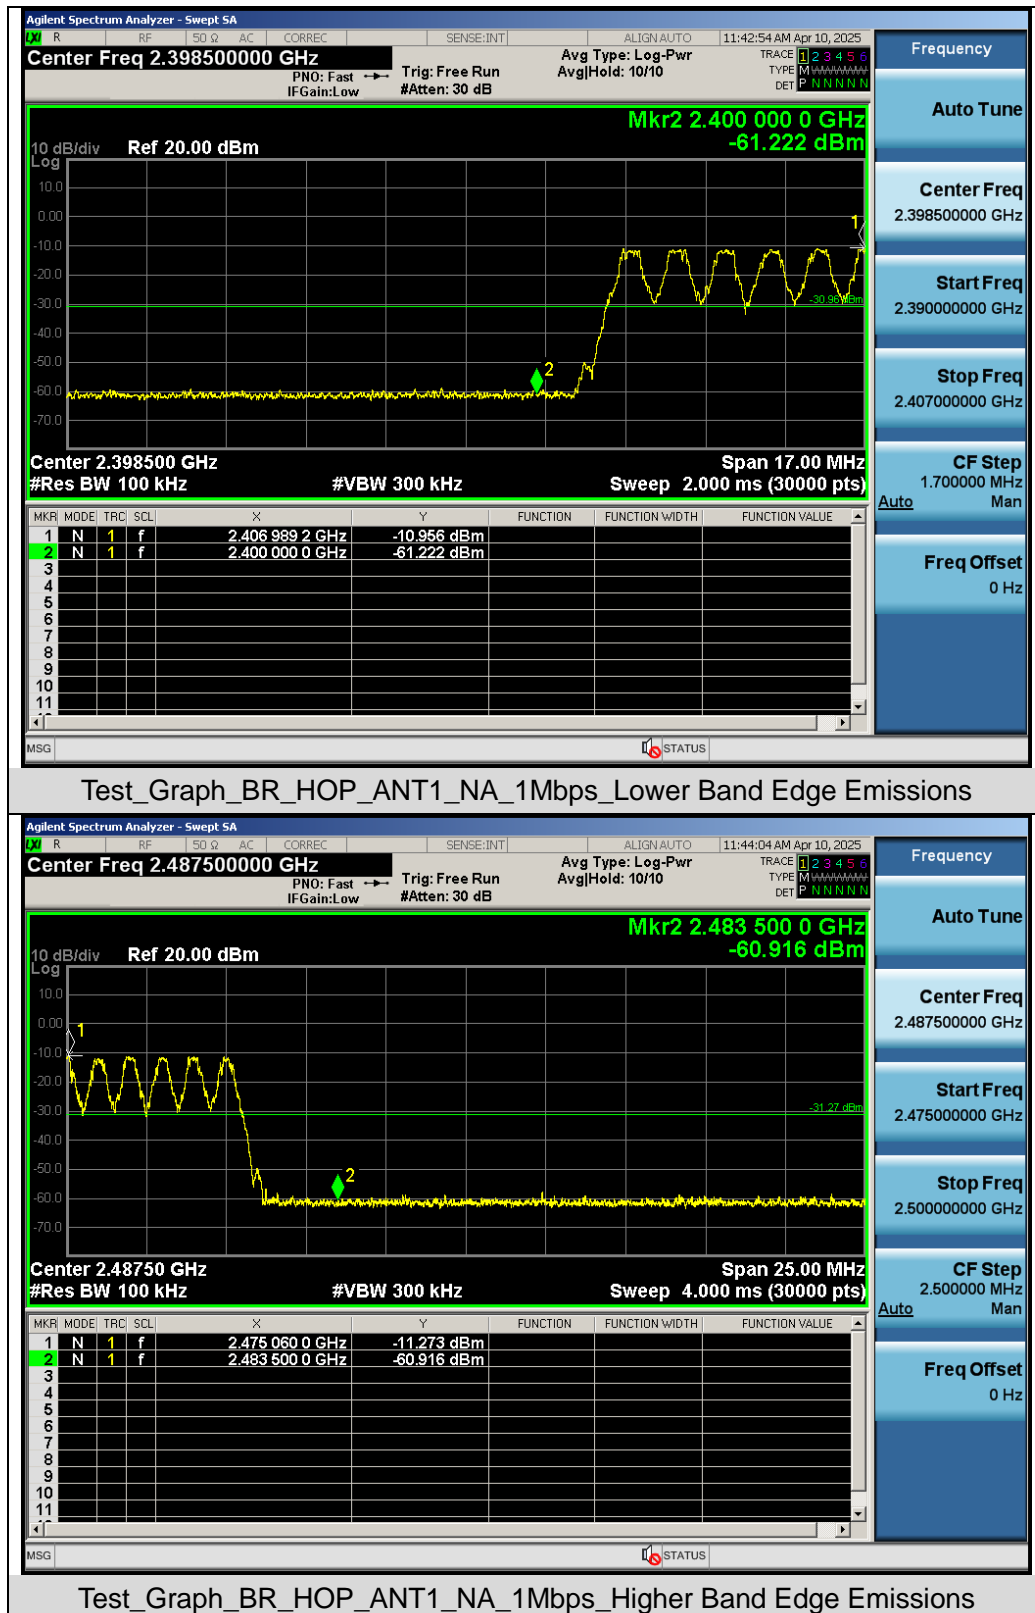 Agilent Spectrum Analyzer - Swept SA
LXI R RF 50 Ω AC CORREC SENSE:INT ALIGN AUTO 11:42:54 AM Apr 10, 2025
Center Freq 2.398500000 GHz
PNO: Fast
IFGain:Low
Trig: Free Run
#Atten: 30 dB
Avg Type: Log-Pwr
Avg|Hold: 10/10
TRACE 1 2 3 4 5 6
TYPE M
DET P N N N N N
Mkr2 2.400 000 0 GHz
-61.222 dBm
10 dB/div Ref 20.00 dBm
Log
10.0
0.00
-10.0
-20.0
-30.0
-40.0
-50.0
-60.0
-70.0
1
2
-30.96 dBm
Center 2.398500 GHz Span 17.00 MHz
#Res BW 100 kHz #VBW 300 kHz Sweep 2.000 ms (30000 pts)
MKR MODE TRC SCL X Y FUNCTION FUNCTION WIDTH FUNCTION VALUE
1 N 1 f 2.406 989 2 GHz -10.956 dBm
2 N 1 f 2.400 000 0 GHz -61.222 dBm
3
4
5
6
7
8
9
10
11
MSG STATUS
Frequency
Auto Tune
Center Freq
2.398500000 GHz
Start Freq
2.390000000 GHz
Stop Freq
2.407000000 GHz
CF Step
1.700000 MHz
Auto Man
Freq Offset
0 Hz
Test_Graph_BR_HOP_ANT1_NA_1Mbps_Lower Band Edge Emissions
Agilent Spectrum Analyzer - Swept SA
LXI R RF 50 Ω AC CORREC SENSE:INT ALIGN AUTO 11:44:04 AM Apr 10, 2025
Center Freq 2.487500000 GHz
PNO: Fast
IFGain:Low
Trig: Free Run
#Atten: 30 dB
Avg Type: Log-Pwr
Avg|Hold: 10/10
TRACE 1 2 3 4 5 6
TYPE M
DET P N N N N N
Mkr2 2.483 500 0 GHz
-60.916 dBm
10 dB/div Ref 20.00 dBm
Log
10.0
0.00
-10.0
-20.0
-30.0
-40.0
-50.0
-60.0
-70.0
1
2
-31.27 dBm
Center 2.48750 GHz Span 25.00 MHz
#Res BW 100 kHz #VBW 300 kHz Sweep 4.000 ms (30000 pts)
MKR MODE TRC SCL X Y FUNCTION FUNCTION WIDTH FUNCTION VALUE
1 N 1 f 2.475 060 0 GHz -11.273 dBm
2 N 1 f 2.483 500 0 GHz -60.916 dBm
3
4
5
6
7
8
9
10
11
MSG STATUS
Frequency
Auto Tune
Center Freq
2.487500000 GHz
Start Freq
2.475000000 GHz
Stop Freq
2.500000000 GHz
CF Step
2.500000 MHz
Auto Man
Freq Offset
0 Hz
Test_Graph_BR_HOP_ANT1_NA_1Mbps_Higher Band Edge Emissions